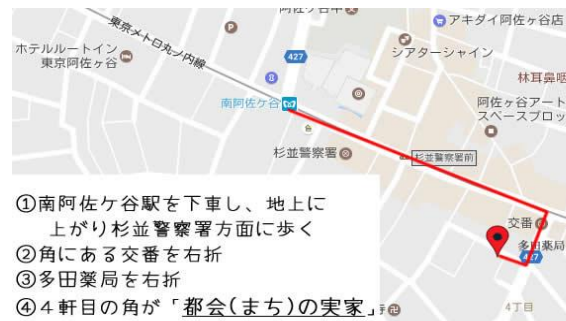 阿佐ケ谷中
アキダイ阿佐ヶ谷店
東京メトロ丸ノ内線
ホテルルートイン
東京阿佐ヶ谷
427
シアターシャイン
林耳鼻咽
南阿佐ケ谷
阿佐ヶ谷アート
スペースブロッ
杉並警察署
杉並警察署前
交番
多田薬局
427
4丁目
①南阿佐ケ谷駅を下車し、地上に
上がり杉並警察署方面に歩く
②角にある交番を右折
③多田薬局を右折
④4軒目の角が「都会(まち)の実家」